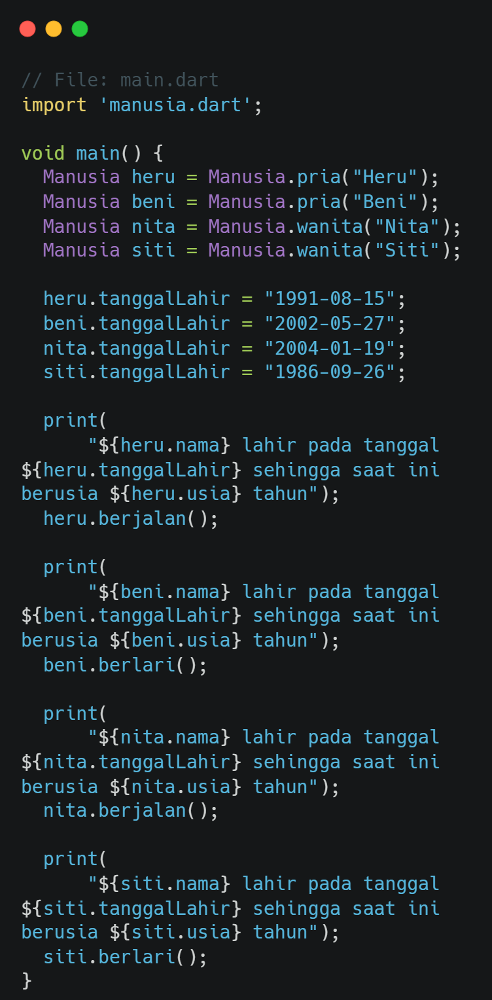 // File: main.dart
import 'manusia.dart';

void main() {
  Manusia heru = Manusia.pria("Heru");
  Manusia beni = Manusia.pria("Beni");
  Manusia nita = Manusia.wanita("Nita");
  Manusia siti = Manusia.wanita("Siti");

  heru.tanggalLahir = "1991-08-15";
  beni.tanggalLahir = "2002-05-27";
  nita.tanggalLahir = "2004-01-19";
  siti.tanggalLahir = "1986-09-26";

  print(
      "${heru.nama} lahir pada tanggal
${heru.tanggalLahir} sehingga saat ini
berusia ${heru.usia} tahun");
  heru.berjalan();

  print(
      "${beni.nama} lahir pada tanggal
${beni.tanggalLahir} sehingga saat ini
berusia ${beni.usia} tahun");
  beni.berlari();

  print(
      "${nita.nama} lahir pada tanggal
${nita.tanggalLahir} sehingga saat ini
berusia ${nita.usia} tahun");
  nita.berjalan();

  print(
      "${siti.nama} lahir pada tanggal
${siti.tanggalLahir} sehingga saat ini
berusia ${siti.usia} tahun");
  siti.berlari();
}